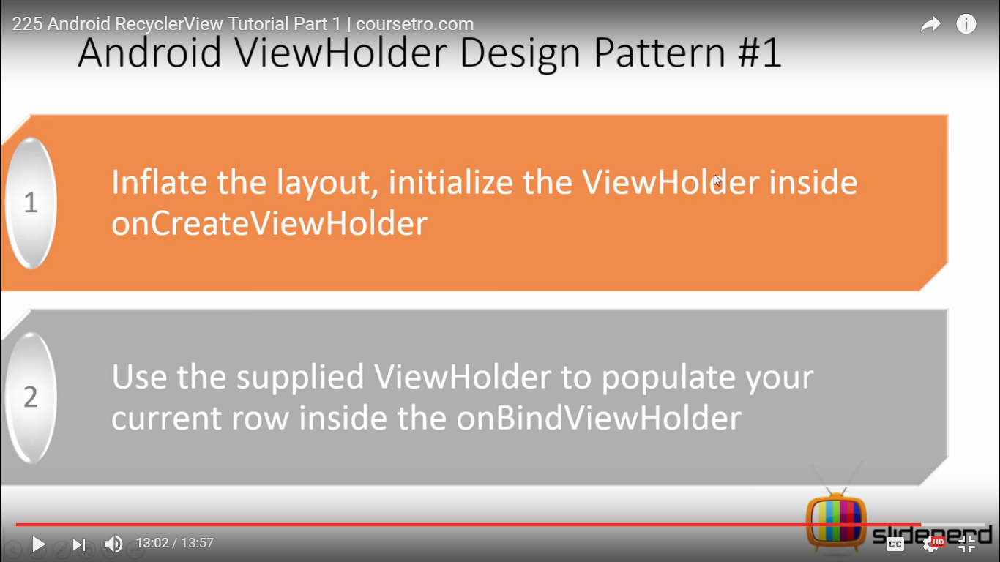 225 Android RecyclerView Tutorial Part 1 | coursetro.com
Android ViewHolder Design Pattern #1
1
Inflate the layout, initialize the ViewHolder inside
onCreateViewHolder
2
Use the supplied ViewHolder to populate your
current row inside the onBindViewHolder
slidenerd
13:02 / 13:57
CC
HD